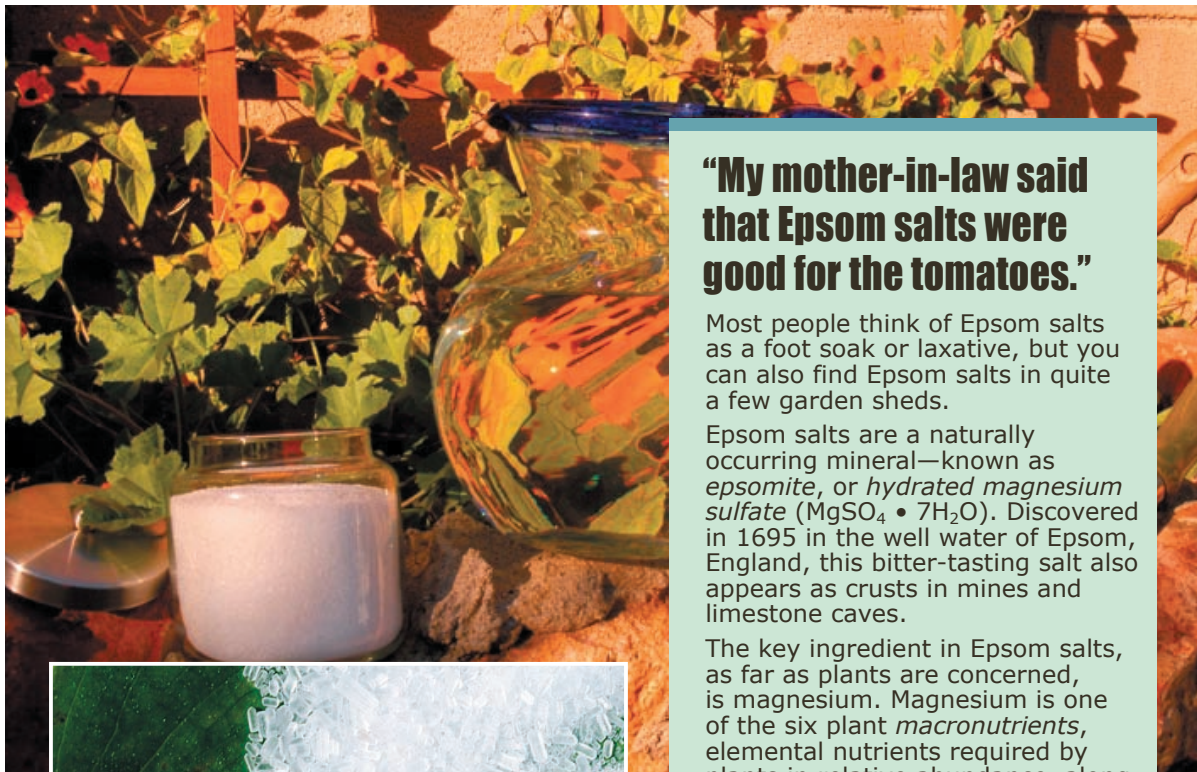 “My mother-in-law said
that Epsom salts were
good for the tomatoes.”
Most people think of Epsom salts
as a foot soak or laxative, but you
can also find Epsom salts in quite
a few garden sheds.
Epsom salts are a naturally
occurring mineral—known as
epsomite, or hydrated magnesium
sulfate (MgSO₄ • 7H₂O). Discovered
in 1695 in the well water of Epsom,
England, this bitter-tasting salt also
appears as crusts in mines and
limestone caves.
The key ingredient in Epsom salts,
as far as plants are concerned,
is magnesium. Magnesium is one
of the six plant macronutrients,
elemental nutrients required by